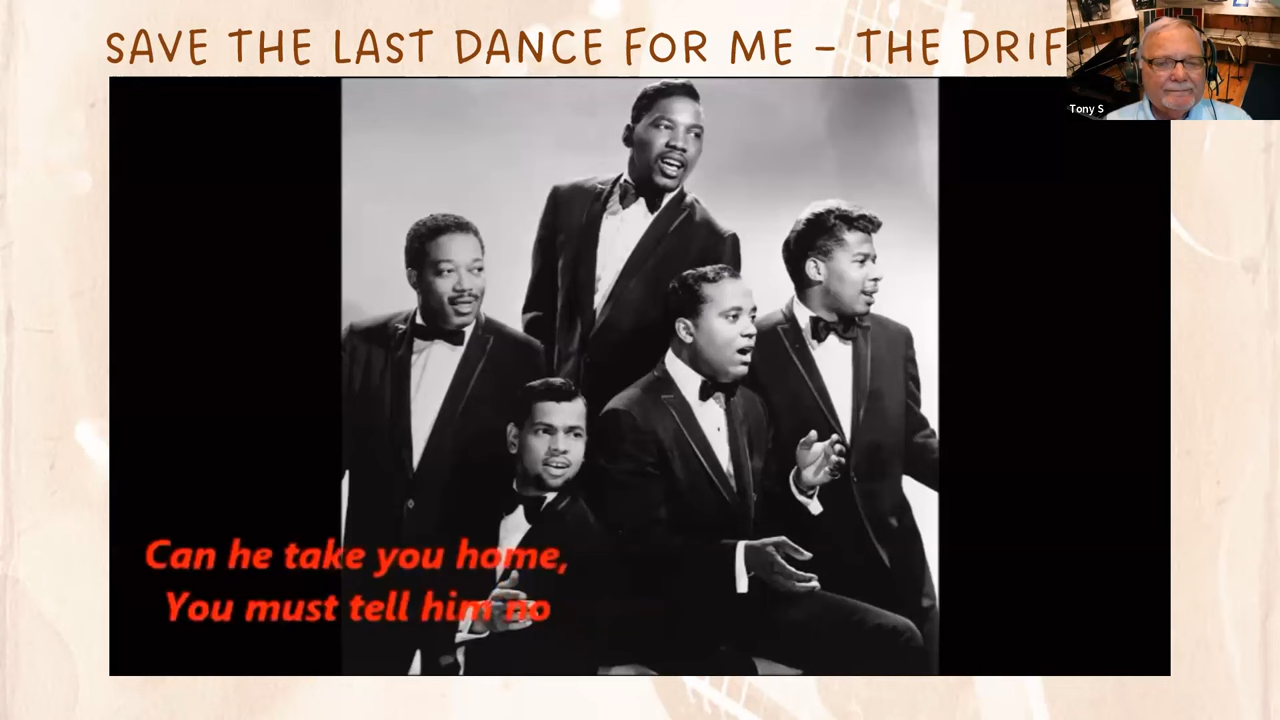 SAVE THE LAST DANCE FOR ME – THE DRIF
Tony S
Can he take you home,
You must tell him no